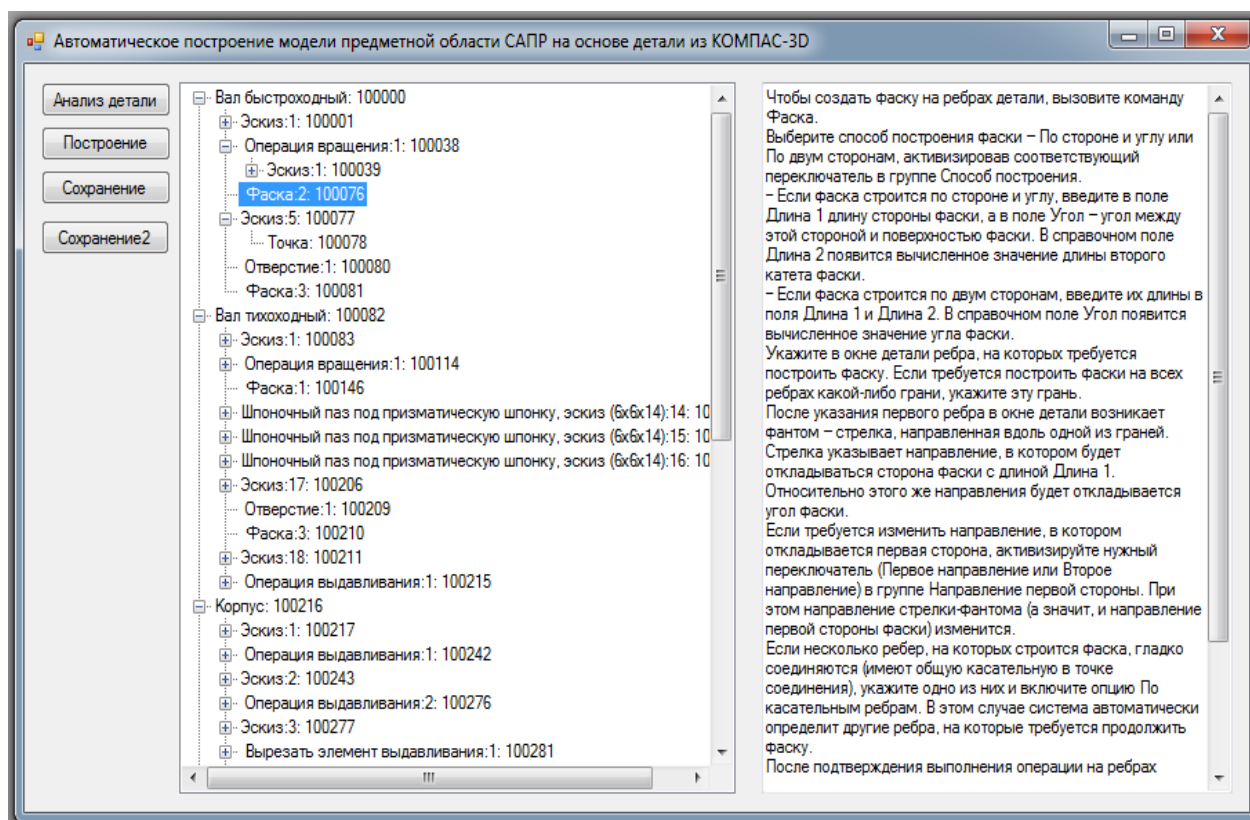 Автоматическое построение модели предметной области САПР на основе детали из КОМПАС-3D
Анализ детали
Построение
Сохранение
Сохранение2
Вал быстроходный: 100000
Эскиз:1: 100001
Операция вращения:1: 100038
Эскиз:1: 100039
Фаска:2: 100076
Эскиз:5: 100077
Точка: 100078
Отверстие:1: 100080
Фаска:3: 100081
Вал тихоходный: 100082
Эскиз:1: 100083
Операция вращения:1: 100114
Фаска:1: 100146
Шпоночный паз под призматическую шпонку, эскиз (6х6х14):14: 10
Шпоночный паз под призматическую шпонку, эскиз (6х6х14):15: 10
Шпоночный паз под призматическую шпонку, эскиз (6х6х14):16: 10
Эскиз:17: 100206
Отверстие:1: 100209
Фаска:3: 100210
Эскиз:18: 100211
Операция выдавливания:1: 100215
Корпус: 100216
Эскиз:1: 100217
Операция выдавливания:1: 100242
Эскиз:2: 100243
Операция выдавливания:2: 100276
Эскиз:3: 100277
Вырезать элемент выдавливания:1: 100281
Чтобы создать фаску на ребрах детали, вызовите команду
Фаска.
Выберите способ построения фаски – По стороне и углу или
По двум сторонам, активизировав соответствующий
переключатель в группе Способ построения.
– Если фаска строится по стороне и углу, введите в поле
Длина 1 длину стороны фаски, а в поле Угол – угол между
этой стороной и поверхностью фаски. В справочном поле
Длина 2 появится вычисленное значение длины второго
катета фаски.
– Если фаска строится по двум сторонам, введите их длины в
поля Длина 1 и Длина 2. В справочном поле Угол появится
вычисленное значение угла фаски.
Укажите в окне детали ребра, на которых требуется
построить фаску. Если требуется построить фаски на всех
ребрах какой-либо грани, укажите эту грань.
После указания первого ребра в окне детали возникает
фантом – стрелка, направленная вдоль одной из граней.
Стрелка указывает направление, в котором будет
откладываться сторона фаски с длиной Длина 1.
Относительно этого же направления будет откладывается
угол фаски.
Если требуется изменить направление, в котором
откладывается первая сторона, активизируйте нужный
переключатель (Первое направление или Второе
направление) в группе Направление первой стороны. При
этом направление стрелки-фантома (а значит, и направление
первой стороны фаски) изменится.
Если несколько ребер, на которых строится фаска, гладко
соединяются (имеют общую касательную в точке
соединения), укажите одно из них и включите опцию По
касательным ребрам. В этом случае система автоматически
определит другие ребра, на которые требуется продолжить
фаску.
После подтверждения выполнения операции на ребрах